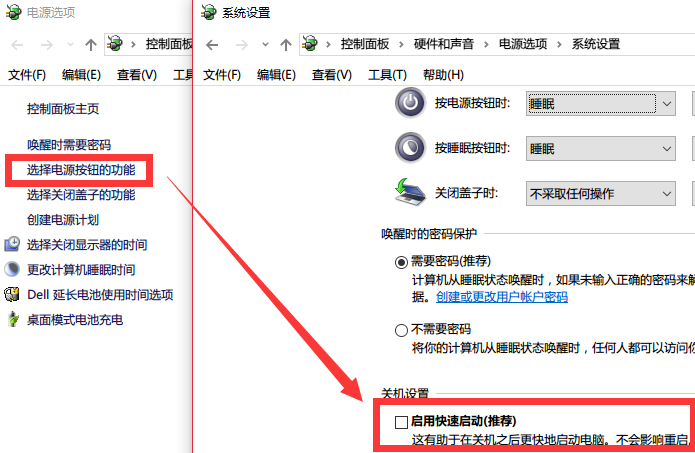 电源选项
控制面板
文件(F) 编辑(E) 查看(V) 工具
控制面板主页
唤醒时需要密码
选择电源按钮的功能
选择关闭盖子的功能
创建电源计划
选择关闭显示器的时间
更改计算机睡眠时间
Dell 延长电池使用时间选项
桌面模式电池充电
系统设置
控制面板 > 硬件和声音 > 电源选项 > 系统设置
文件(F) 编辑(E) 查看(V) 工具(T) 帮助(H)
按电源按钮时: 睡眠
按睡眠按钮时: 睡眠
关闭盖子时: 不采取任何操作
唤醒时的密码保护
需要密码(推荐)
计算机从睡眠状态唤醒时，如果未输入正确的密码来解
据。创建或更改用户帐户密码
不需要密码
将你的计算机从睡眠状态唤醒时，任何人都可以访问你
关机设置
启用快速启动(推荐)
这有助于在关机之后更快地启动电脑。不会影响重启。